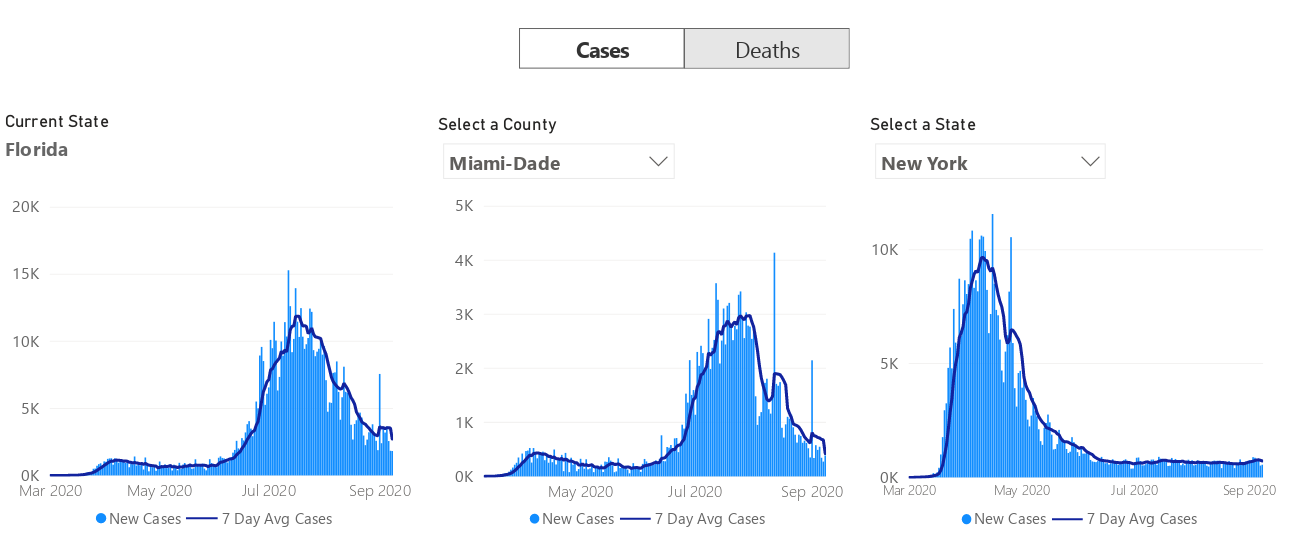 Cases Deaths
Current State
Florida
Select a County
Miami-Dade
Select a State
New York
20K
15K
10K
5K
0K
Mar 2020 May 2020 Jul 2020 Sep 2020
New Cases 7 Day Avg Cases
5K
4K
3K
2K
1K
0K
May 2020 Jul 2020 Sep 2020
New Cases 7 Day Avg Cases
10K
5K
0K
Mar 2020 May 2020 Jul 2020 Sep 2020
New Cases 7 Day Avg Cases